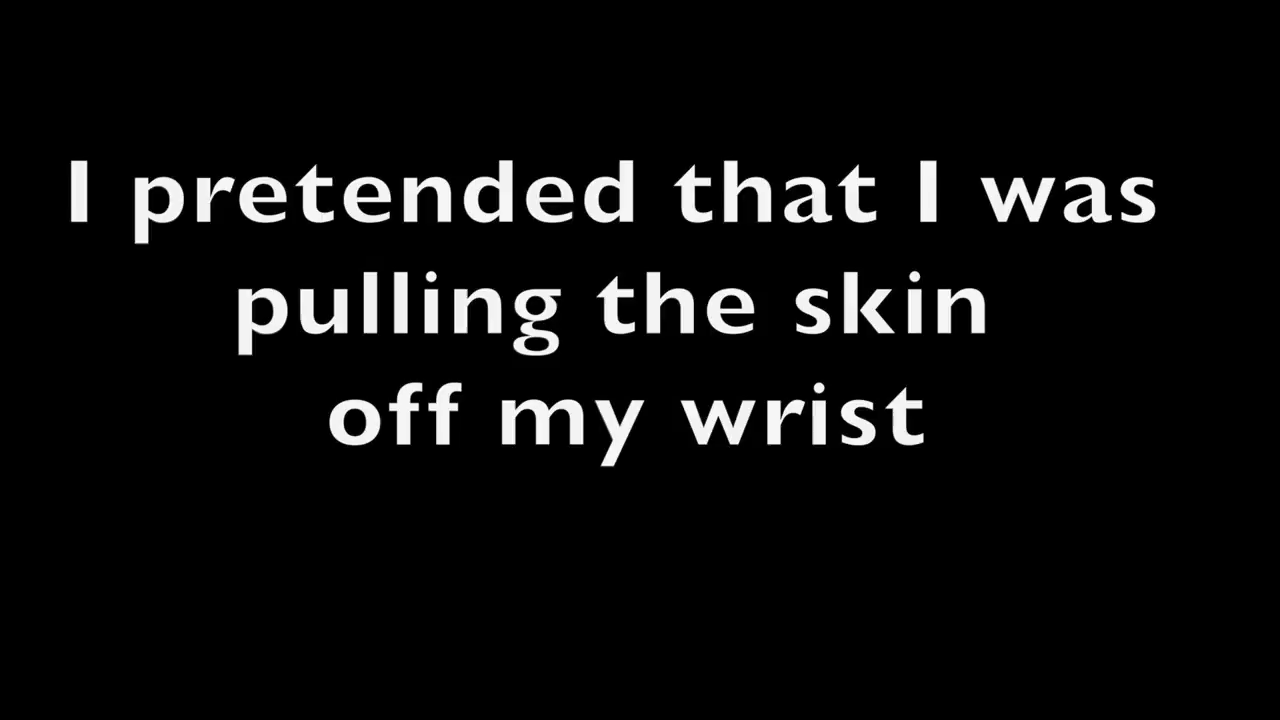 I pretended that I was
pulling the skin
off my wrist